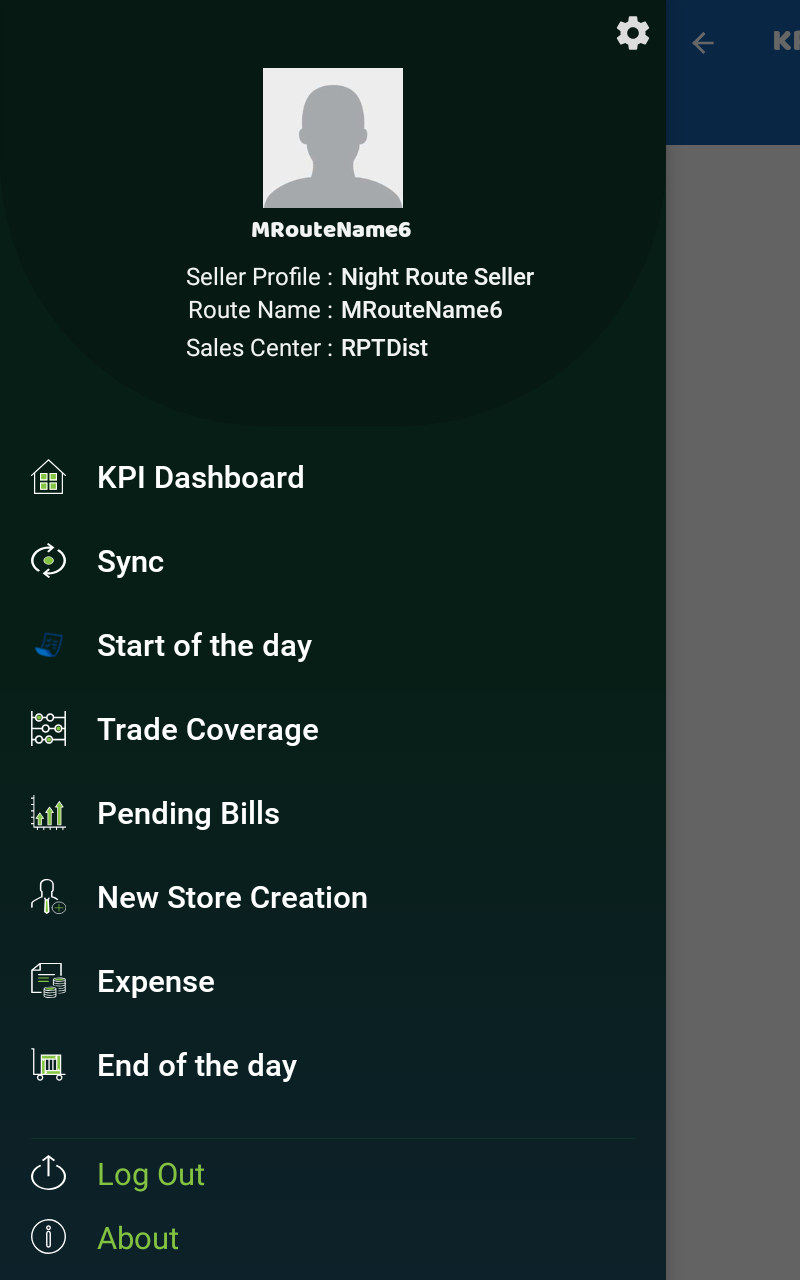 MRouteName6
Seller Profile : Night Route Seller
Route Name : MRouteName6
Sales Center : RPTDist
KPI Dashboard
Sync
Start of the day
Trade Coverage
Pending Bills
New Store Creation
Expense
End of the day
Log Out
About